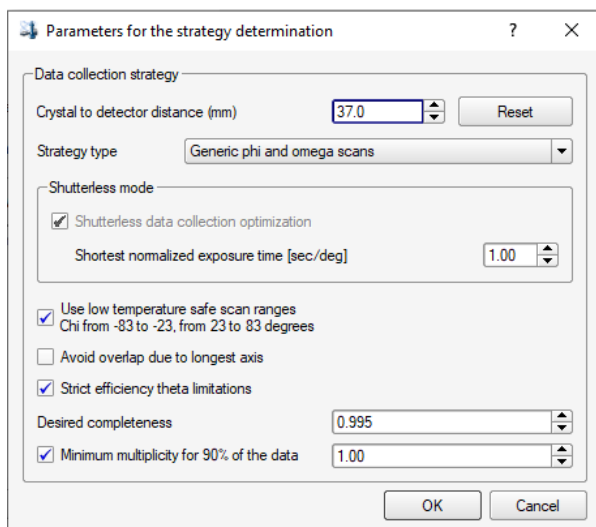 Parameters for the strategy determination
?
Data collection strategy
Crystal to detector distance (mm)
37.0
Reset
Strategy type
Generic phi and omega scans
Shutterless mode
Shutterless data collection optimization
Shortest normalized exposure time [sec/deg]
1.00
Use low temperature safe scan ranges
Chi from -83 to -23, from 23 to 83 degrees
Avoid overlap due to longest axis
Strict efficiency theta limitations
Desired completeness
0.995
Minimum multiplicity for 90% of the data
1.00
OK
Cancel